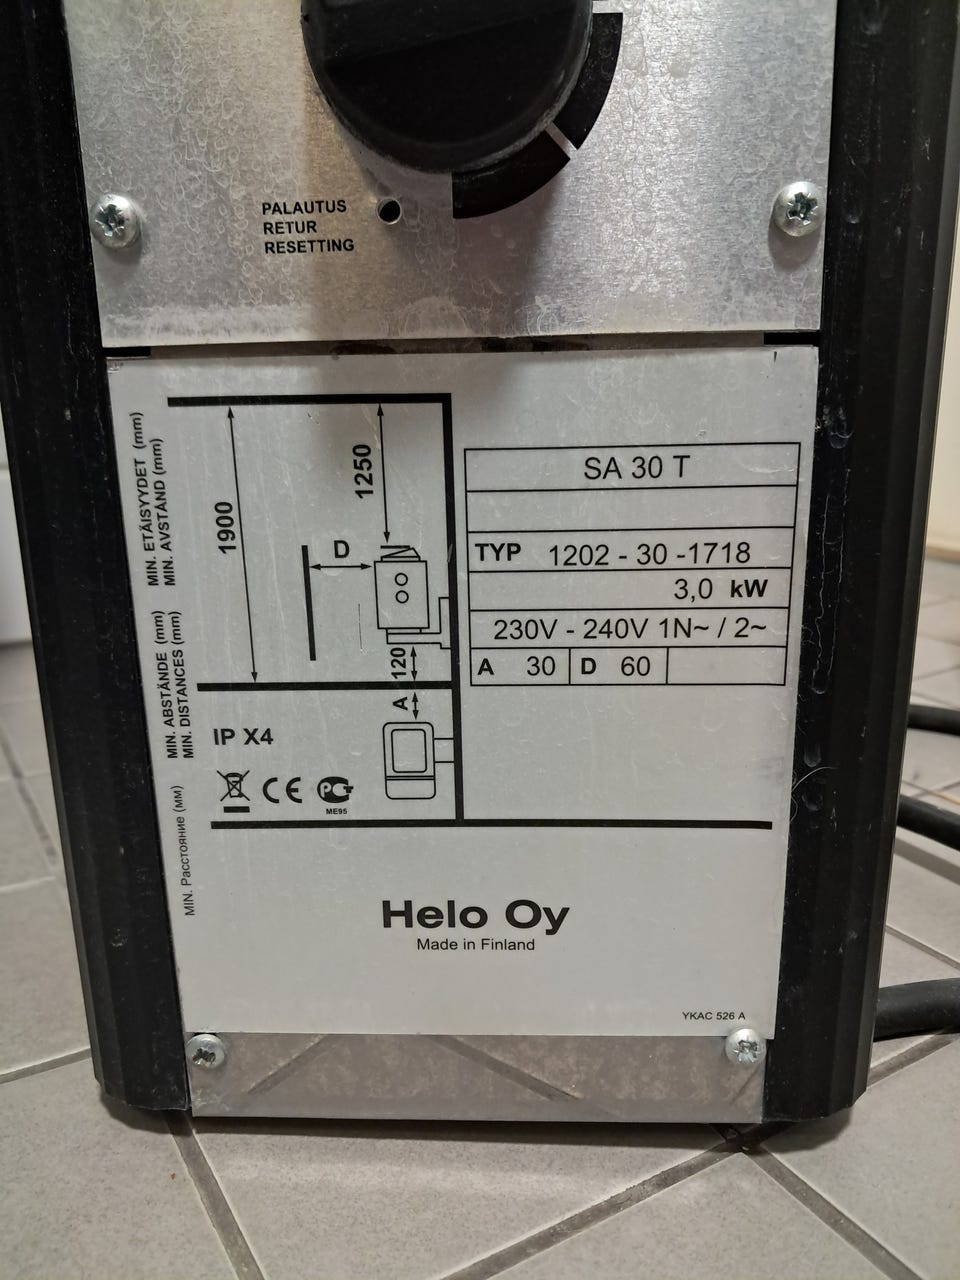 PALAUTUS
RETUR
RESETTING
MIN. ETÄISYYDET (mm)
MIN. AVSTÅND (mm)
MIN. ABSTÄNDE (mm)
MIN. DISTANCES (mm)
MIN. Расстояние (мм)
1900
1250
D
120
A
SA 30 T
TYP 1202 - 30 -1718
3,0 kW
230V - 240V 1N~ / 2~
A 30 D 60
IP X4
CE PCT
ME95
Helo Oy
Made in Finland
YKAC 526 A